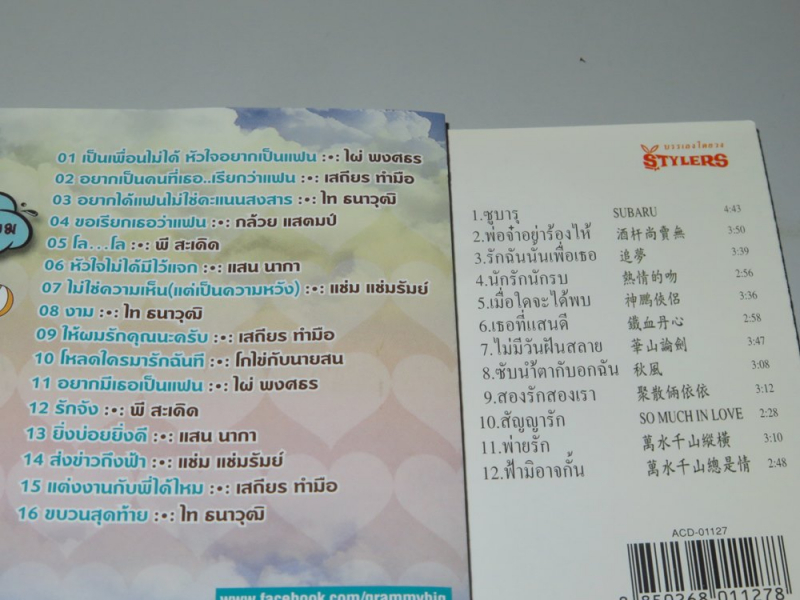 01 เป็นเพื่อนไม่ได้ หัวใจอยากเป็นแฟน :•: ไผ่ พงศธร
02 อยากเป็นคนที่เธอ..เรียกว่าแฟน :•: เสถียร ทำมือ
03 อยากได้แฟนไม่ใช่คะแนนสงสาร :•: ไท ธนาวุฒิ
04 ขอเรียกเธอว่าแฟน :•: กล้วย แสตมป์
05 โล...โล :•: พี สะเดิด
06 หัวใจไม่ได้มีไว้แจก :•: แสน นากา
07 ไม่ใช่ความเห็น(แต่เป็นความหวัง) :•: แช่ม แช่มรัมย์
08 งาม :•: ไท ธนาวุฒิ
09 ให้ผมรักคุณนะครับ :•: เสถียร ทำมือ
10 โหลดใครมารักฉันที :•: โกไข่กับนายสน
11 อยากมีเธอเป็นแฟน :•: ไผ่ พงศธร
12 รักจัง :•: พี สะเดิด
13 ยิ่งบ่อยยิ่งดี :•: แสน นากา
14 ส่งข่าวถึงฟ้า :•: แช่ม แช่มรัมย์
15 แต่งงานกับพี่ได้ไหม :•: เสถียร ทำมือ
16 ขบวนสุดท้าย :•: ไท ธนาวุฒิ
www.facebook.com/grammybig
บรรเลงโดยวง
STYLERS
1.ซูบารุ SUBARU 4:43
2.พ่อจ๋าอย่าร้องไห้ 酒杆尚賣無 3:50
3.รักฉันนั้นเพื่อเธอ 追夢 3:39
4.นักรักนักรบ 熱情的吻 2:56
5.เมื่อใดจะได้พบ 神鵰俠侶 3:36
6.เธอที่แสนดี 鐵血丹心 2:58
7.ไม่มีวันฝันสลาย 華山論劍 3:47
8.ซับน้ำตากับอกฉัน 秋風 3:08
9.สองรักสองเรา 聚散倆依依 3:12
10.สัญญารัก SO MUCH IN LOVE 2:28
11.พ่ายรัก 萬水千山縱橫 3:10
12.ฟ้ามิอาจกั้น 萬水千山總是情 2:48
ACD-01127
8 850268 011278